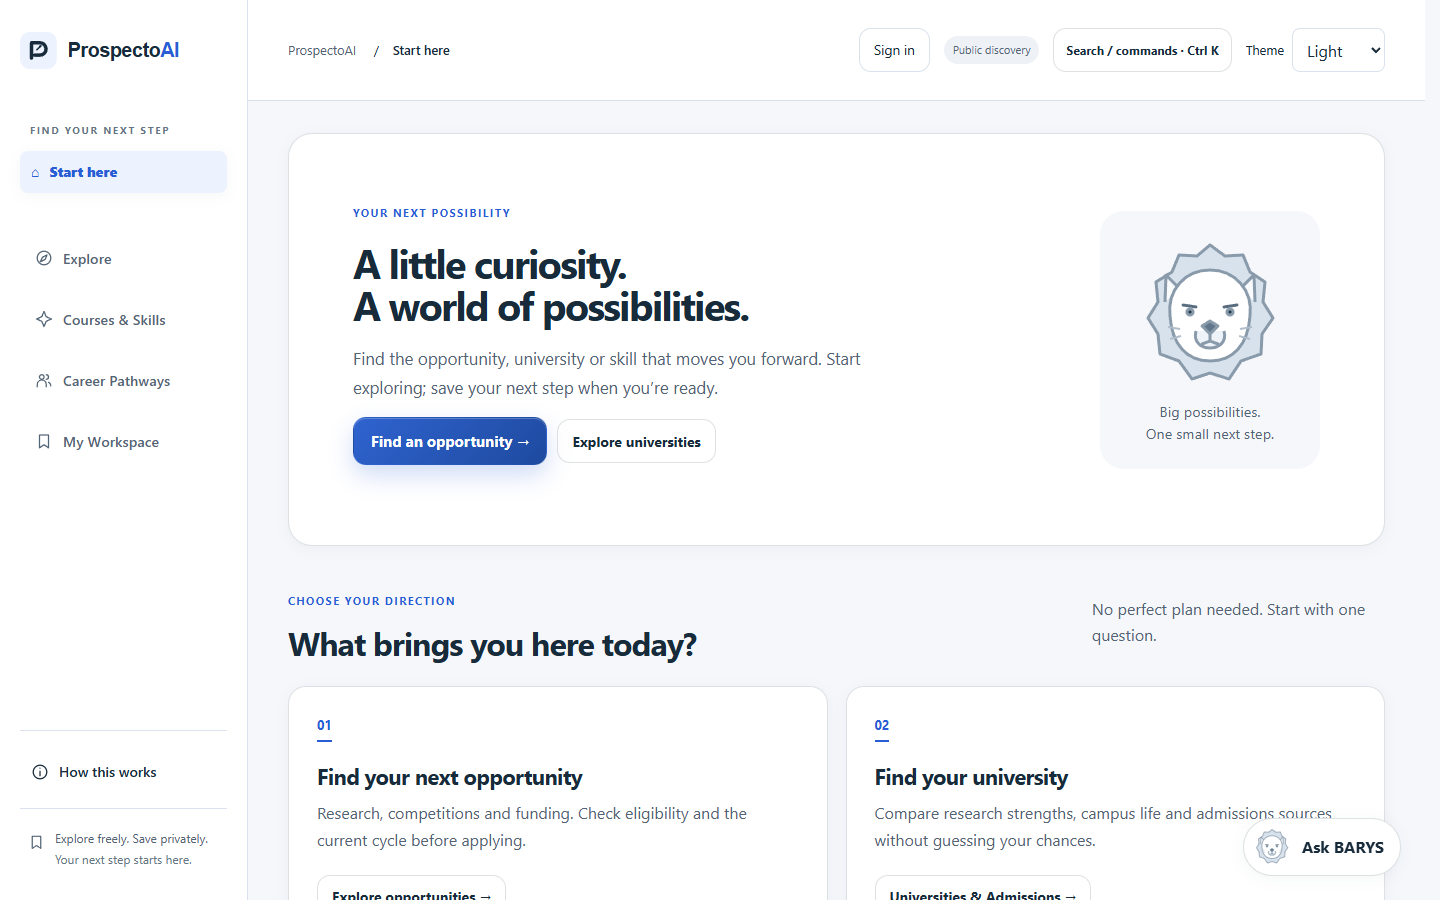 ProspectoAI
FIND YOUR NEXT STEP
Start here
Explore
Courses & Skills
Career Pathways
My Workspace
How this works
Explore freely. Save privately.
Your next step starts here.
ProspectoAI / Start here
Sign in
Public discovery
Search / commands · Ctrl K
Theme
Light
YOUR NEXT POSSIBILITY
A little curiosity.
A world of possibilities.
Find the opportunity, university or skill that moves you forward. Start
exploring; save your next step when you’re ready.
Find an opportunity →
Explore universities
Big possibilities.
One small next step.
CHOOSE YOUR DIRECTION
What brings you here today?
No perfect plan needed. Start with one
question.
01
Find your next opportunity
Research, competitions and funding. Check eligibility and the
current cycle before applying.
Explore opportunities →
02
Find your university
Compare research strengths, campus life and admissions sources
without guessing your chances.
Universities & Admissions →
Ask BARYS